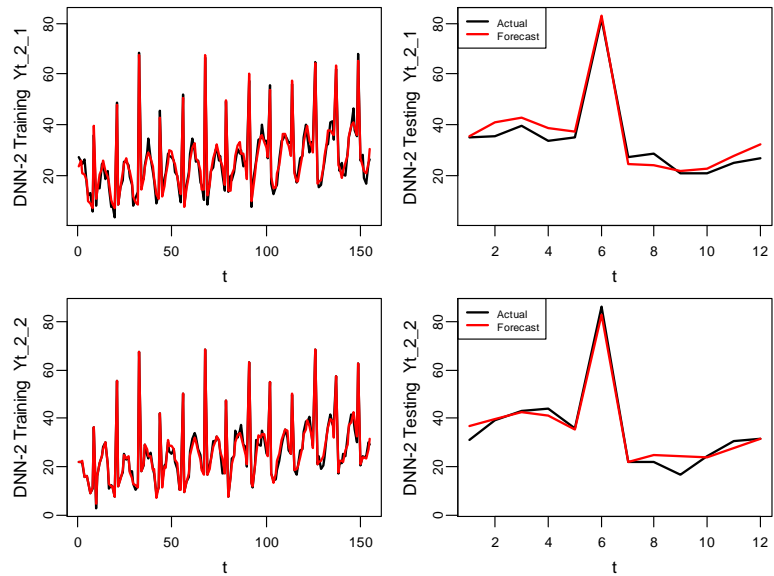 DNN-2 Training Yt_2_1
80
60
40
20
0 50 100 150
t
DNN-2 Testing Yt_2_1
80
60
40
20
Actual
Forecast
2 4 6 8 10 12
t
DNN-2 Training Yt_2_2
80
60
40
20
0
0 50 100 150
t
DNN-2 Testing Yt_2_2
80
60
40
20
0
Actual
Forecast
2 4 6 8 10 12
t